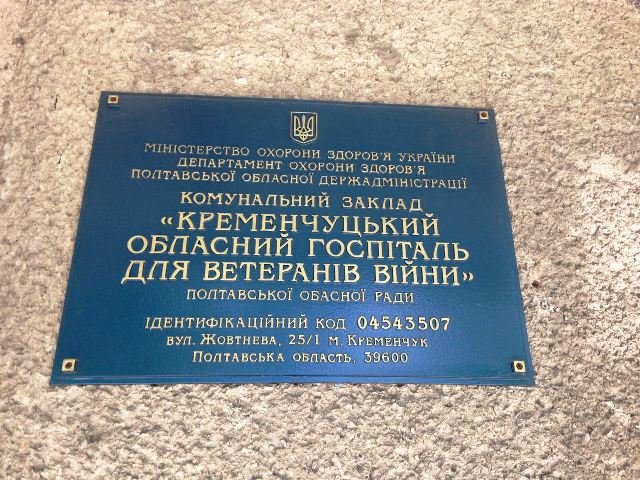 МІНІСТЕРСТВО ОХОРОНИ ЗДОРОВ'Я УКРАЇНИ
ДЕПАРТАМЕНТ ОХОРОНИ ЗДОРОВ'Я
ПОЛТАВСЬКОЇ ОБЛАСНОЇ ДЕРЖАДМІНІСТРАЦІЇ
КОМУНАЛЬНИЙ ЗАКЛАД
«КРЕМЕНЧУЦЬКИЙ
ОБЛАСНИЙ ГОСПІТАЛЬ
ДЛЯ ВЕТЕРАНІВ ВІЙНИ»
ПОЛТАВСЬКОЇ ОБАСНОЇ РАДИ
ІДЕНТИФІКАЦІЙНИЙ КОД 04543507
ВУЛ. ЖОВТНЕВА, 25/1 М. КРЕМЕНЧУК
ПОЛТАВСЬКА ОБЛАСТЬ, 39600